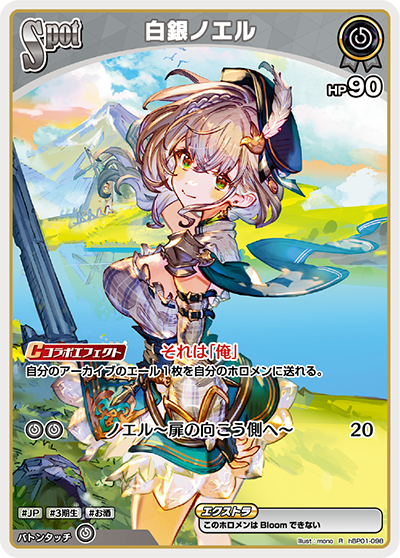 Spot
白銀ノエル
HP90
Cコラボエフェクト それは「俺」
自分のアーカイブのエール1枚を自分のホロメンに送れる。
ノエル〜扉の向こう側へ〜 20
#JP #3期生 #お酒
エクストラ
このホロメンはBloomできない
バトンタッチ
illust : mono R hBP01-098